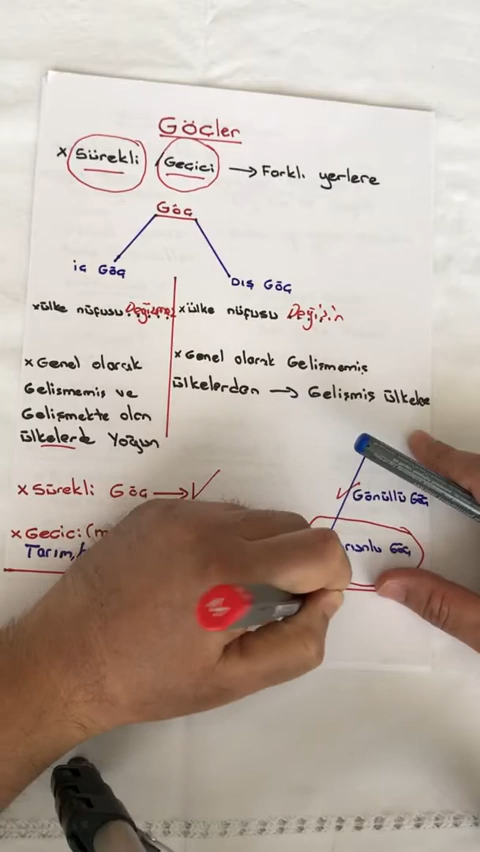 Göçler
x Sürekli / Geçici → Farklı yerlere
Göç
iç Göç
Dış Göç
x ülke nüfusu Değişmez
x ülke nüfusu Değişir
x Genel olarak
Gelişmemiş ve
Gelişmekte olan
ülkelerde Yoğun
x Genel olarak Gelişmemiş
ülkelerden → Gelişmiş ülkelere
x Sürekli Göç → ✓
✓ Gönüllü Göç
x Geçici: (m
Tarım,
Göç